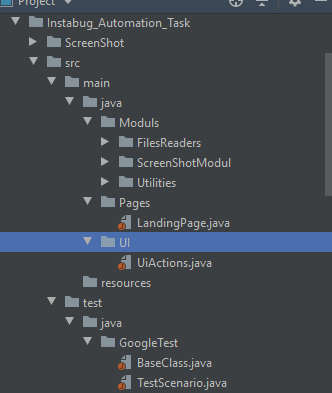 Project
Instabug_Automation_Task
ScreenShot
src
main
java
Moduls
FilesReaders
ScreenShotModul
Utilities
Pages
LandingPage.java
UI
UiActions.java
resources
test
java
GoogleTest
BaseClass.java
TestScenario.java